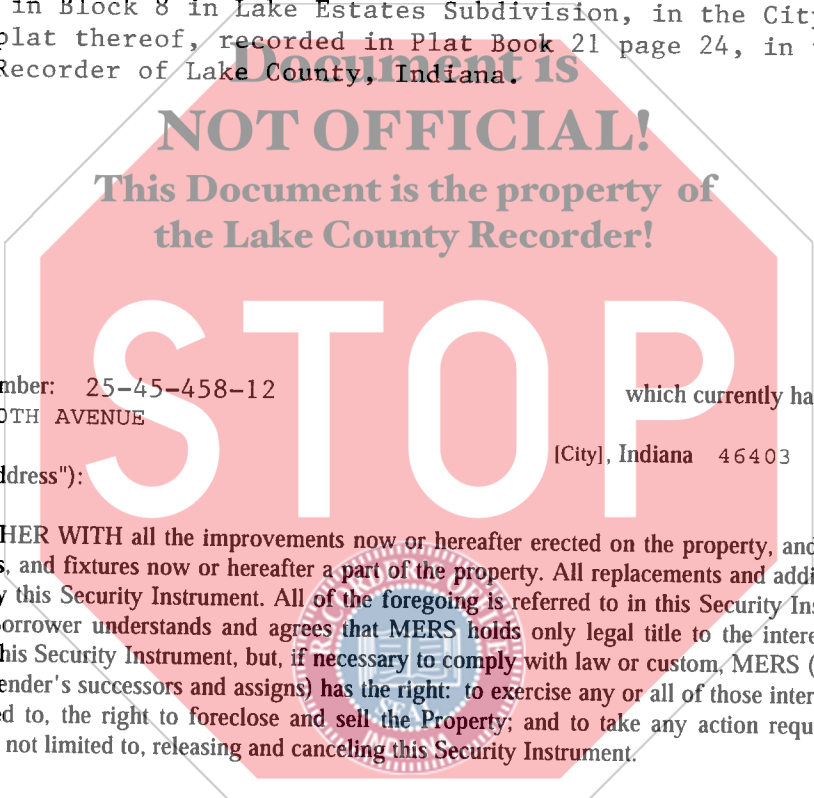 in Block 8 in Lake Estates Subdivision, in the City
plat thereof, recorded in Plat Book 21 page 24, in
Recorder of Lake County, Indiana.
Document is
NOT OFFICIAL!
This Document is the property of
the Lake County Recorder!
STOP
mber: 25-45-458-12 which currently ha
0TH AVENUE
[City], Indiana 46403
ddress"):
HER WITH all the improvements now or hereafter erected on the property, and
s, and fixtures now or hereafter a part of the property. All replacements and addi
y this Security Instrument. All of the foregoing is referred to in this Security Ins
orrower understands and agrees that MERS holds only legal title to the intere
his Security Instrument, but, if necessary to comply with law or custom, MERS (
ender's successors and assigns) has the right: to exercise any or all of those inter
ed to, the right to foreclose and sell the Property; and to take any action requ
not limited to, releasing and canceling this Security Instrument.
SEAL